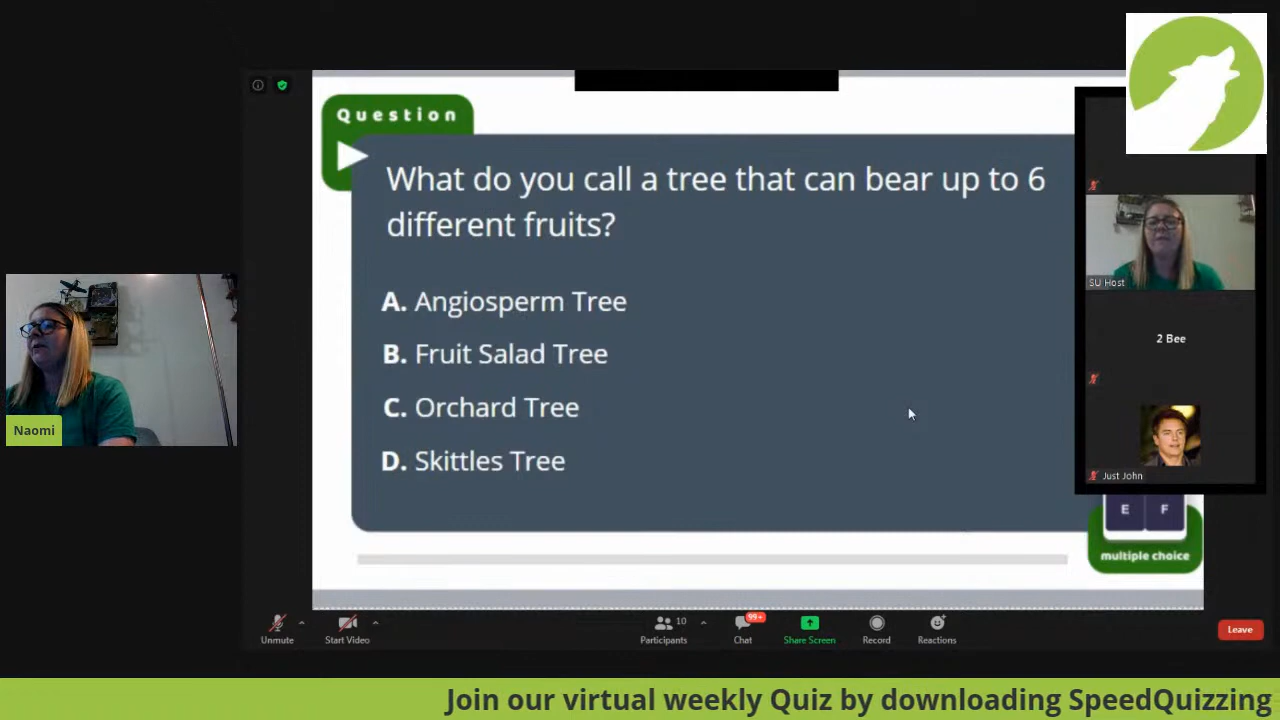 Question
What do you call a tree that can bear up to 6
different fruits?
A. Angiosperm Tree
B. Fruit Salad Tree
C. Orchard Tree
D. Skittles Tree
SU Host
2 Bee
Just John
Naomi
E F
multiple choice
Unmute
Start Video
10
Participants
99+
Chat
Share Screen
Record
Reactions
Leave
Join our virtual weekly Quiz by downloading SpeedQuizzing